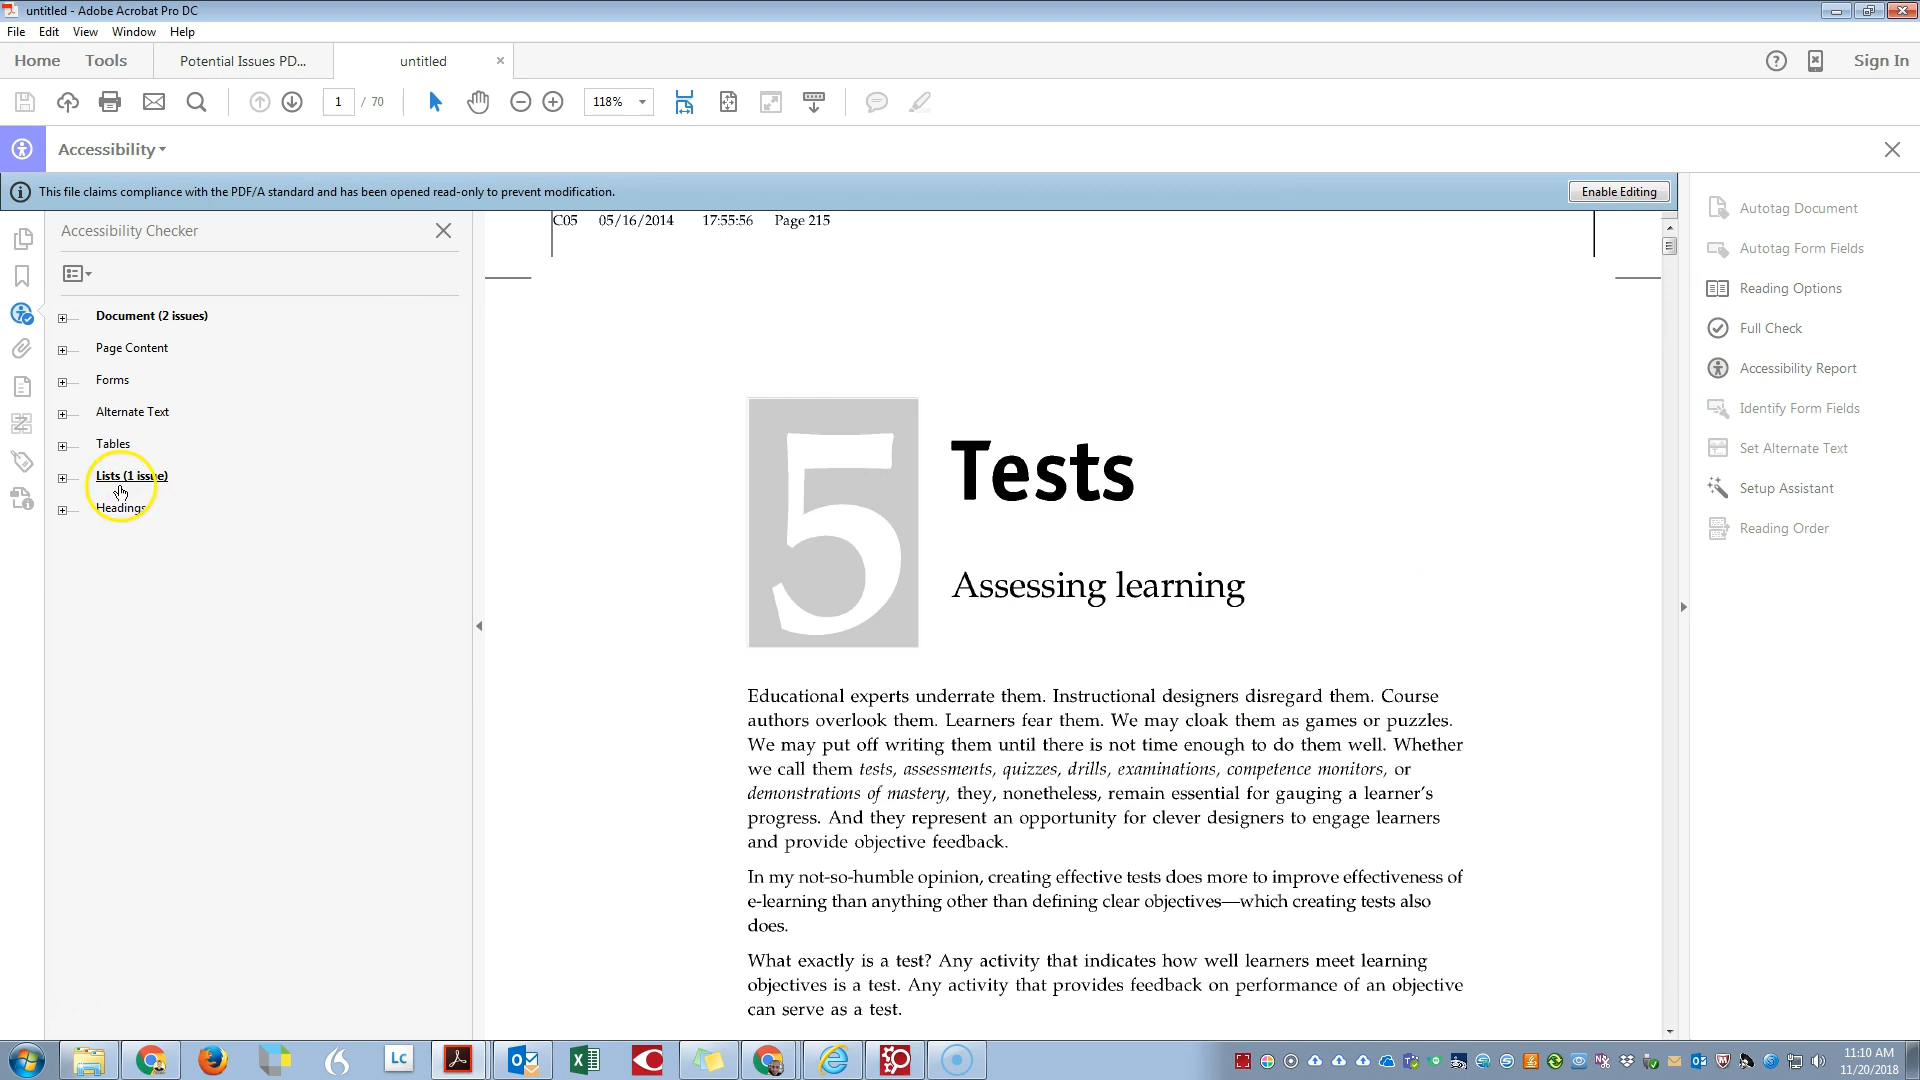 untitled - Adobe Acrobat Pro DC
File Edit View Window Help
Home Tools Potential Issues PD... untitled Sign In
1 / 70 118%
Accessibility
This file claims compliance with the PDF/A standard and has been opened read-only to prevent modification. Enable Editing
Accessibility Checker
Document (2 issues)
Page Content
Forms
Alternate Text
Tables
Lists (1 issue)
Headings
C05 05/16/2014 17:55:56 Page 215
5
Tests
Assessing learning
Educational experts underrate them. Instructional designers disregard them. Course
authors overlook them. Learners fear them. We may cloak them as games or puzzles.
We may put off writing them until there is not time enough to do them well. Whether
we call them tests, assessments, quizzes, drills, examinations, competence monitors, or
demonstrations of mastery, they, nonetheless, remain essential for gauging a learner's
progress. And they represent an opportunity for clever designers to engage learners
and provide objective feedback.
In my not-so-humble opinion, creating effective tests does more to improve effectiveness of
e-learning than anything other than defining clear objectives—which creating tests also
does.
What exactly is a test? Any activity that indicates how well learners meet learning
objectives is a test. Any activity that provides feedback on performance of an objective
can serve as a test.
Autotag Document
Autotag Form Fields
Reading Options
Full Check
Accessibility Report
Identify Form Fields
Set Alternate Text
Setup Assistant
Reading Order
Lc
11:10 AM
11/20/2018